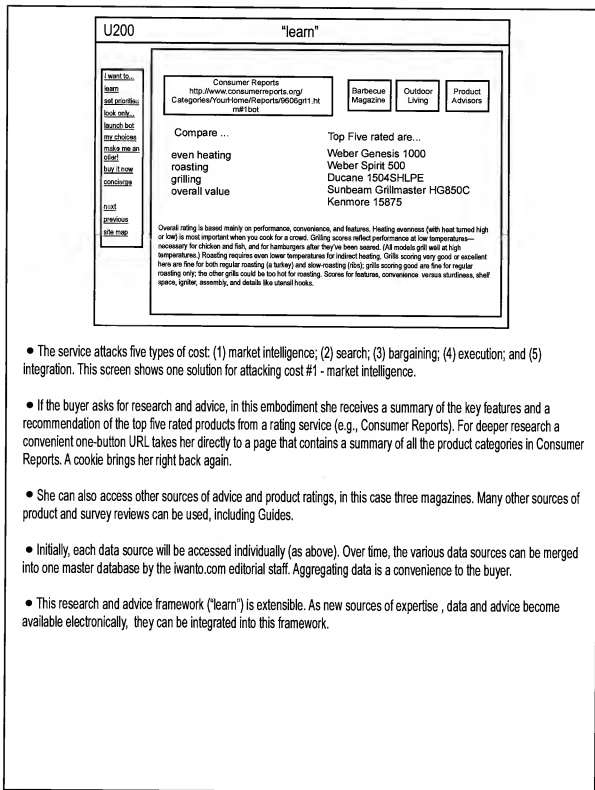 U200 "learn"
i want to...
learn
set priorities
look only...
launch bot
my choices
make me an
offer!
buy it now
concierge
next
previous
site map
Consumer Reports
http://www.consumerreports.org/
Categories/YourHome/Reports/9606grl1.ht
m#1bot
Barbecue
Magazine
Outdoor
Living
Product
Advisors
Compare ...
even heating
roasting
grilling
overall value
Top Five rated are...
Weber Genesis 1000
Weber Spirit 500
Ducane 1504SHLPE
Sunbeam Grillmaster HG850C
Kenmore 15875
Overall rating is based mainly on performance, convenience, and features. Heating evenness (with heat turned high
or low) is most important when you cook for a crowd. Grilling scores reflect performance at low temperatures—
necessary for chicken and fish, and for hamburgers after they've been seared. (All models grill well at high
temperatures.) Roasting requires even lower temperatures for indirect heating. Grills scoring very good or excellent
here are fine for both regular roasting (a turkey) and slow-roasting (ribs); grills scoring good are fine for regular
roasting only; the other grills could be too hot for roasting. Scores for features, convenience versus sturdiness, shelf
space, igniter, assembly, and details like utensil hooks.
● The service attacks five types of cost: (1) market intelligence; (2) search; (3) bargaining; (4) execution; and (5)
integration. This screen shows one solution for attacking cost #1 - market intelligence.
● If the buyer asks for research and advice, in this embodiment she receives a summary of the key features and a
recommendation of the top five rated products from a rating service (e.g., Consumer Reports). For deeper research a
convenient one-button URL takes her directly to a page that contains a summary of all the product categories in Consumer
Reports. A cookie brings her right back again.
● She can also access other sources of advice and product ratings, in this case three magazines. Many other sources of
product and survey reviews can be used, including Guides.
● Initially, each data source will be accessed individually (as above). Over time, the various data sources can be merged
into one master database by the iwanto.com editorial staff. Aggregating data is a convenience to the buyer.
● This research and advice framework ("learn") is extensible. As new sources of expertise , data and advice become
available electronically, they can be integrated into this framework.